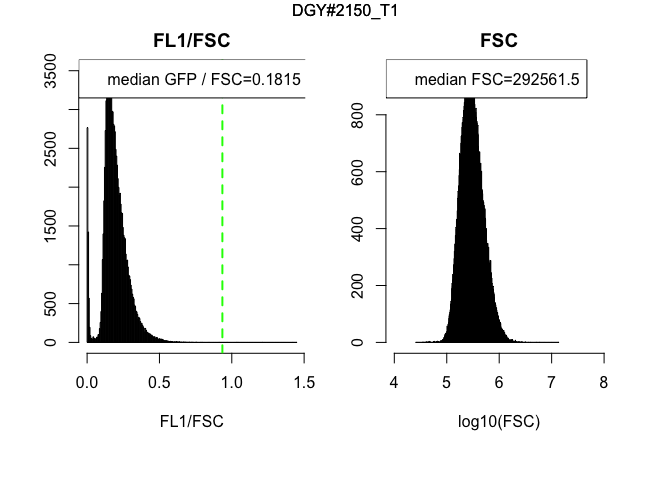 DGY#2150_T1
FL1/FSC
median GFP / FSC=0.1815
0
500
1500
2500
3500
0.0 0.5 1.0 1.5
FL1/FSC
FSC
median FSC=292561.5
0
200
400
600
800
4 5 6 7 8
log10(FSC)